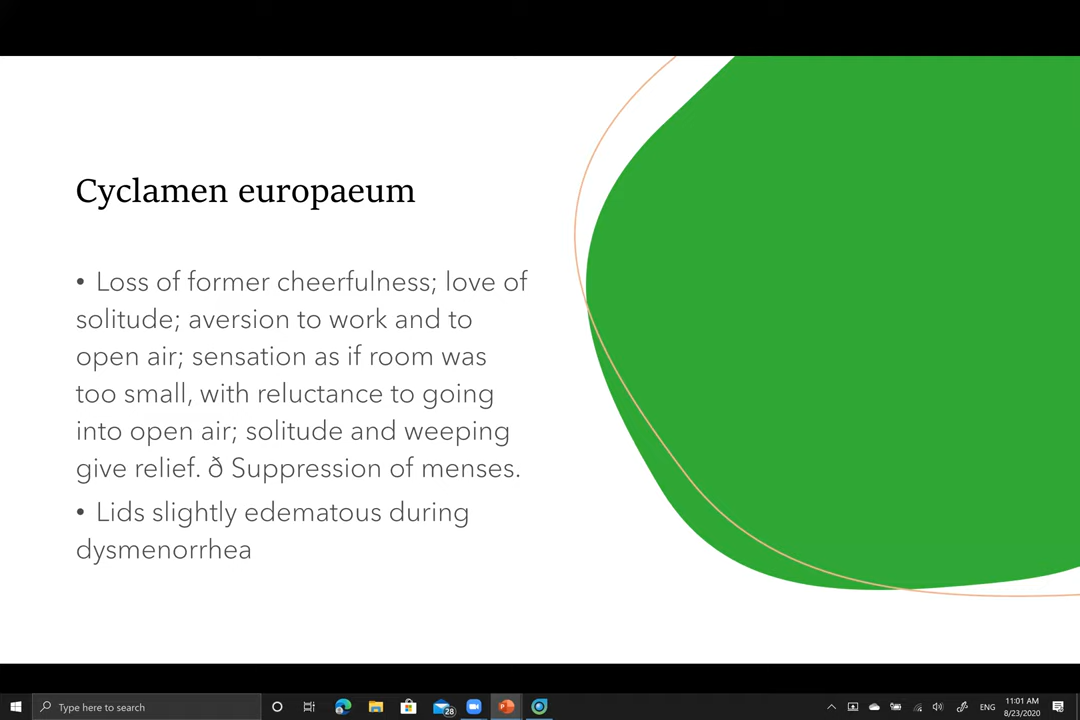 Cyclamen europaeum
• Loss of former cheerfulness; love of
solitude; aversion to work and to
open air; sensation as if room was
too small, with reluctance to going
into open air; solitude and weeping
give relief. ð Suppression of menses.
• Lids slightly edematous during
dysmenorrhea
Type here to search
28
ENG
11:01 AM
8/23/2020